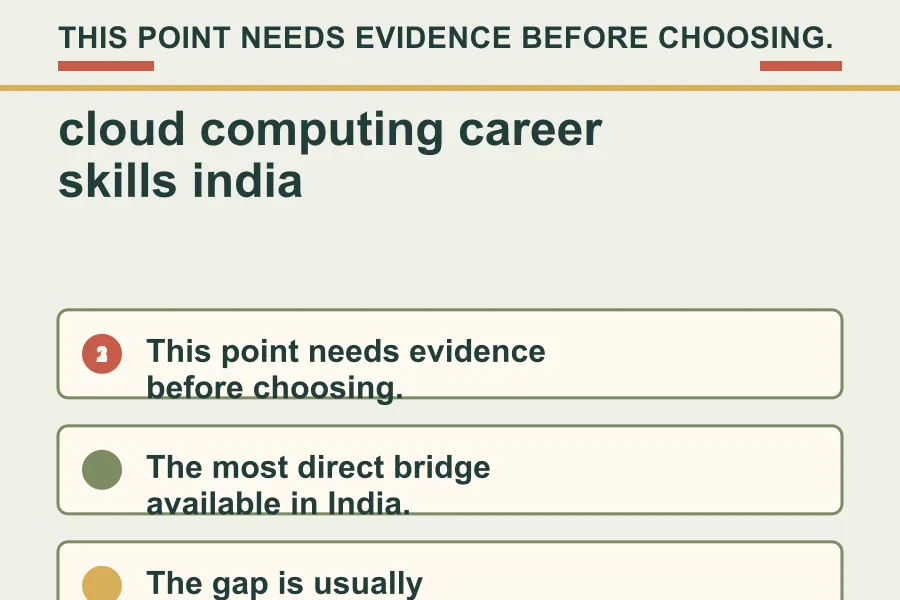 THIS POINT NEEDS EVIDENCE BEFORE CHOOSING.
cloud computing career
skills india
This point needs evidence
before choosing.
The most direct bridge
available in India.
The gap is usually